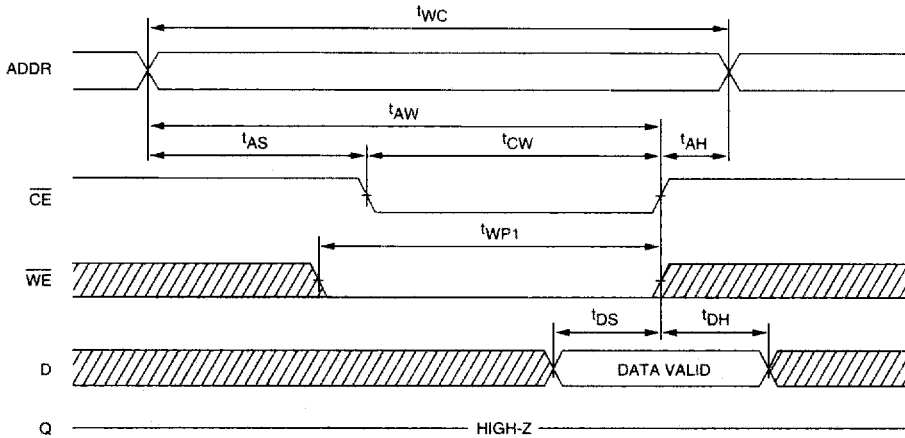 tWC
ADDR
tAW
tAS
tCW
tAH
CE
tWP1
WE
tDS
tDH
D
DATA VALID
Q
HIGH-Z